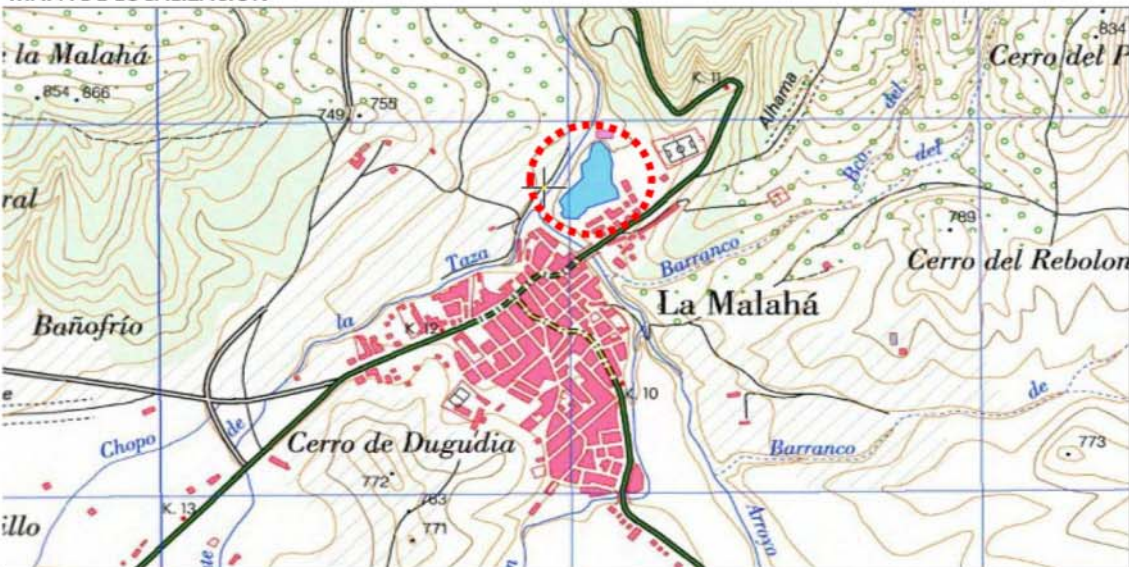 834
Cerro del P
e la Malahá
854 866
755
749
K. 11
Alhama
del
Bco.
del
ral
789
Barranco
Cerro del Rebolon
Taza
La Malahá
Bañofrío
la
K. 12
de
e
K. 10
de
Chopo
Cerro de Dugudia
Barranco
773
772
763
771
K. 13
illo
Arroyo